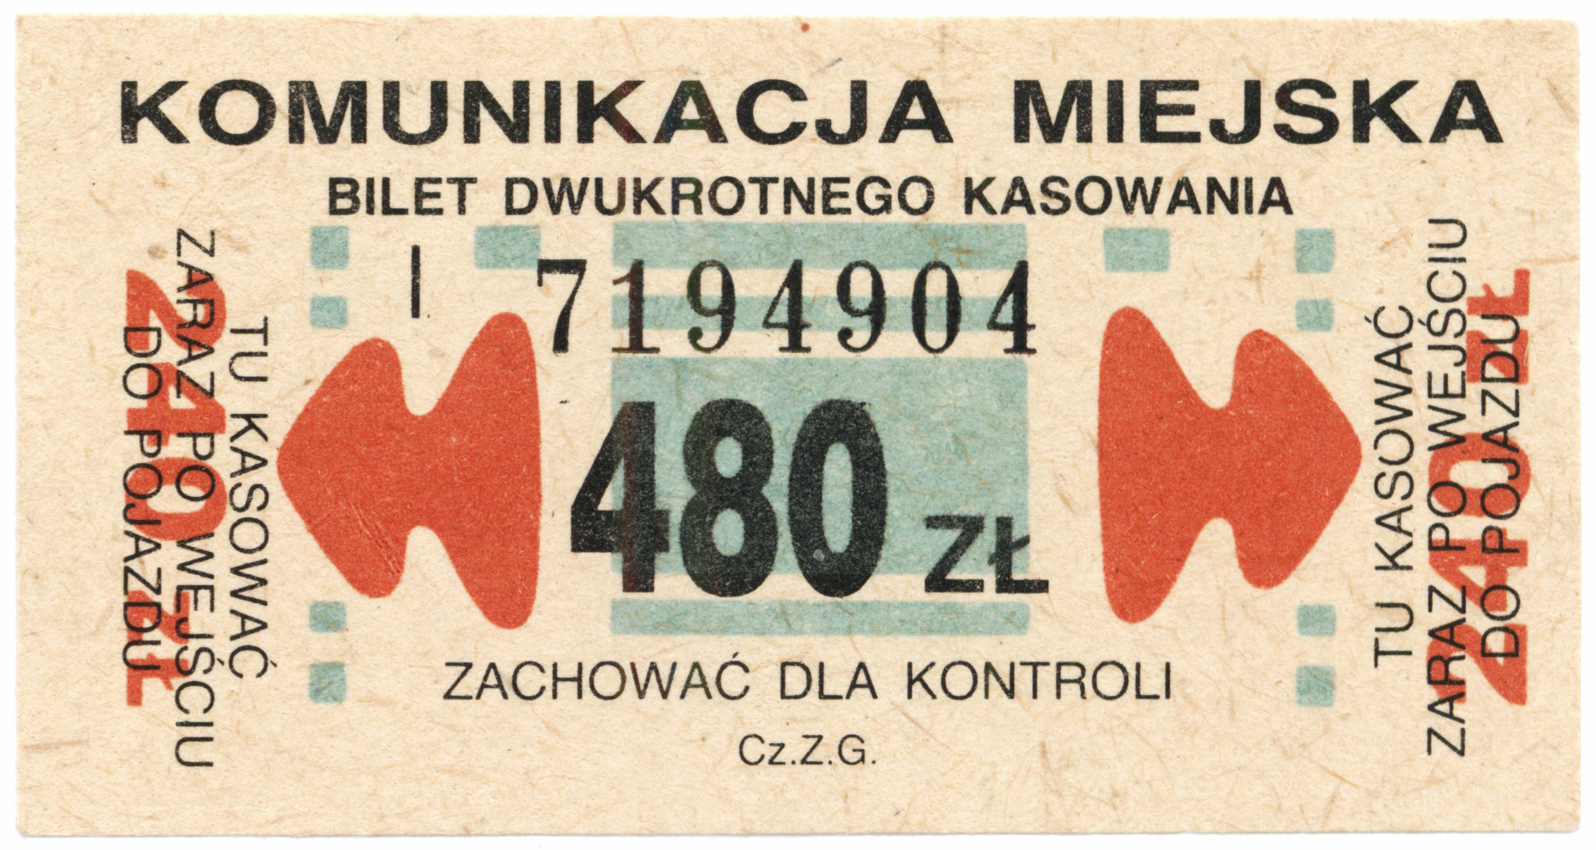 KOMUNIKACJA MIEJSKA
BILET DWUKROTNEGO KASOWANIA
I 7194904
480 ZŁ
ZACHOWAĆ DLA KONTROLI
Cz.Z.G.
TU KASOWAĆ
ZARAZ PO WEJŚCIU
DO POJAZDU
240 ZŁ
TU KASOWAĆ
ZARAZ PO WEJŚCIU
DO POJAZDU
240 ZŁ